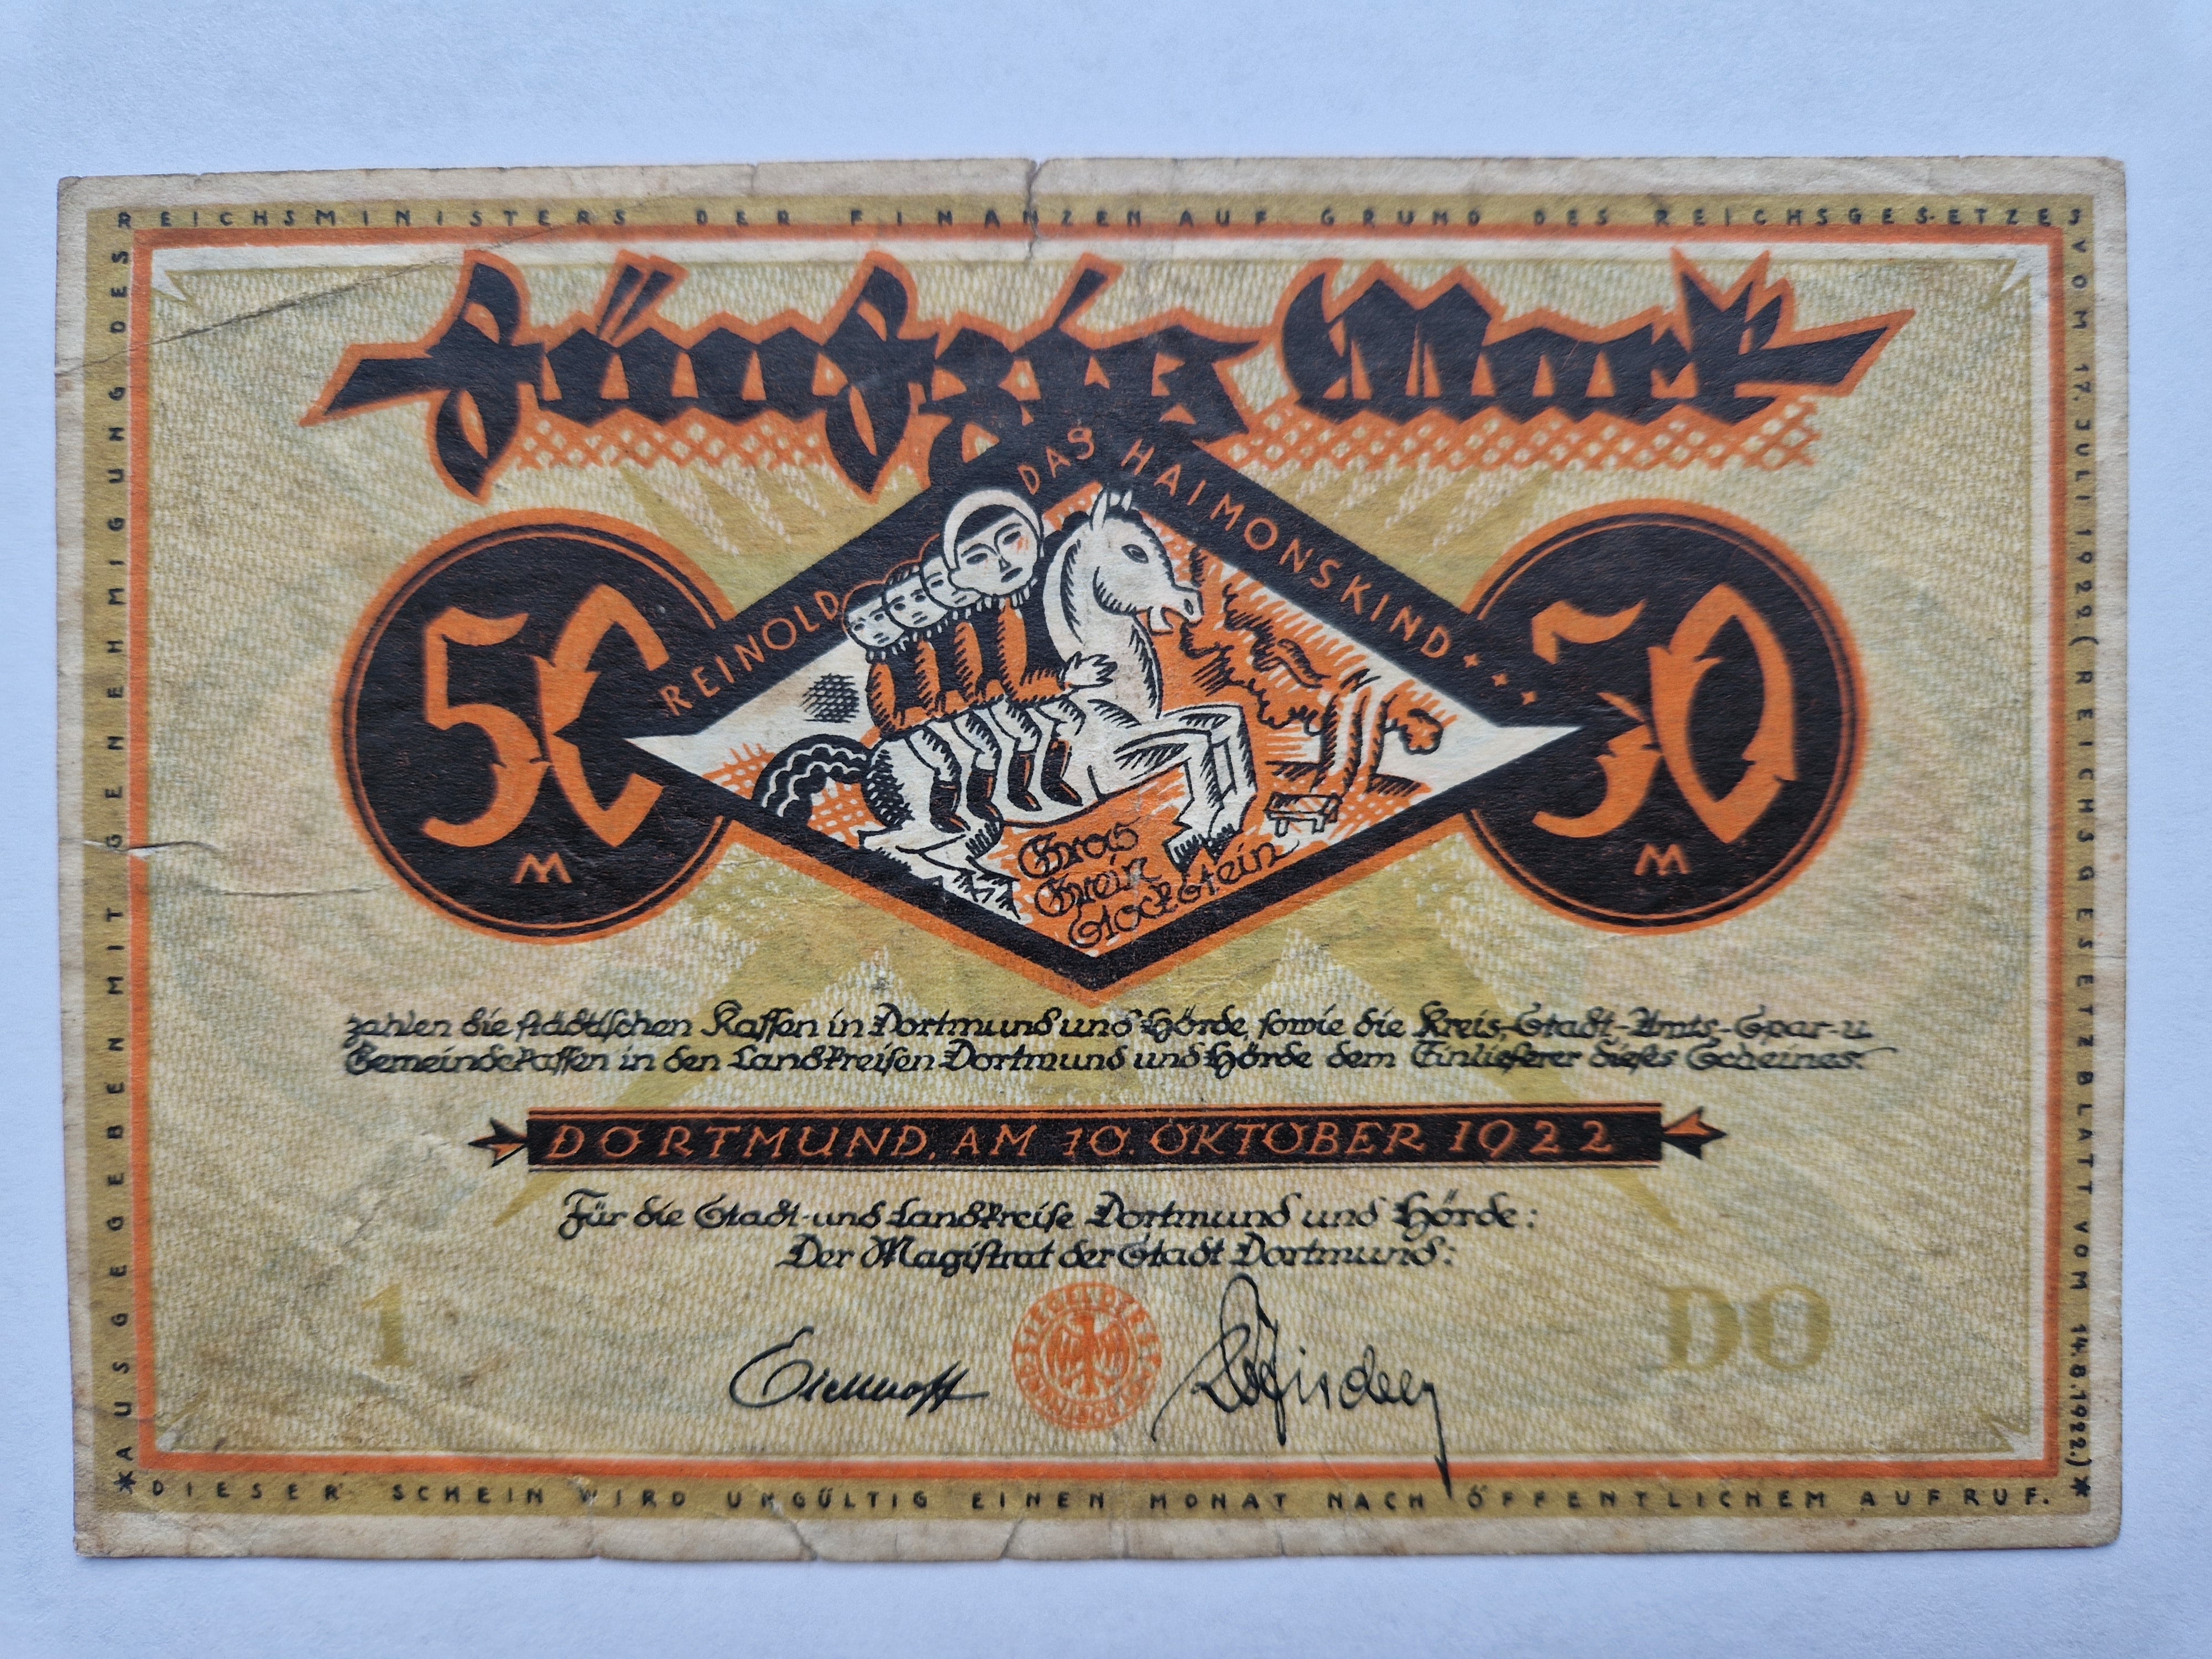 *AUSGEGEBEN MIT GENEHMIGUNG DES
REICHSMINISTERS DER FINANZEN AUF GRUND DES REICHSGESETZES
VOM 17. JULI 1922 (REICHSGESETZBLATT VOM 14.8.1922.)*
Fünfzig Mark
REINOLD DAS HAIMONSKIND
50
M
50
M
Grois
Grein
Stockstein
zahlen die städtischen Kassen in Dortmund und Hörde, sowie die Kreis-Stadt-Amts-Spar-u.
Gemeindekassen in den Landkreisen Dortmund und Hörde dem Einlieferer dieses Scheines.
DORTMUND, AM 10. OKTOBER 1922
Für die Stadt-und Landkreise Dortmund und Hörde:
Der Magistrat der Stadt Dortmund:
1
DO
Eichhoff
DIESER SCHEIN WIRD UNGÜLTIG EINEN MONAT NACH ÖFFENTLICHEM AUFRUF.